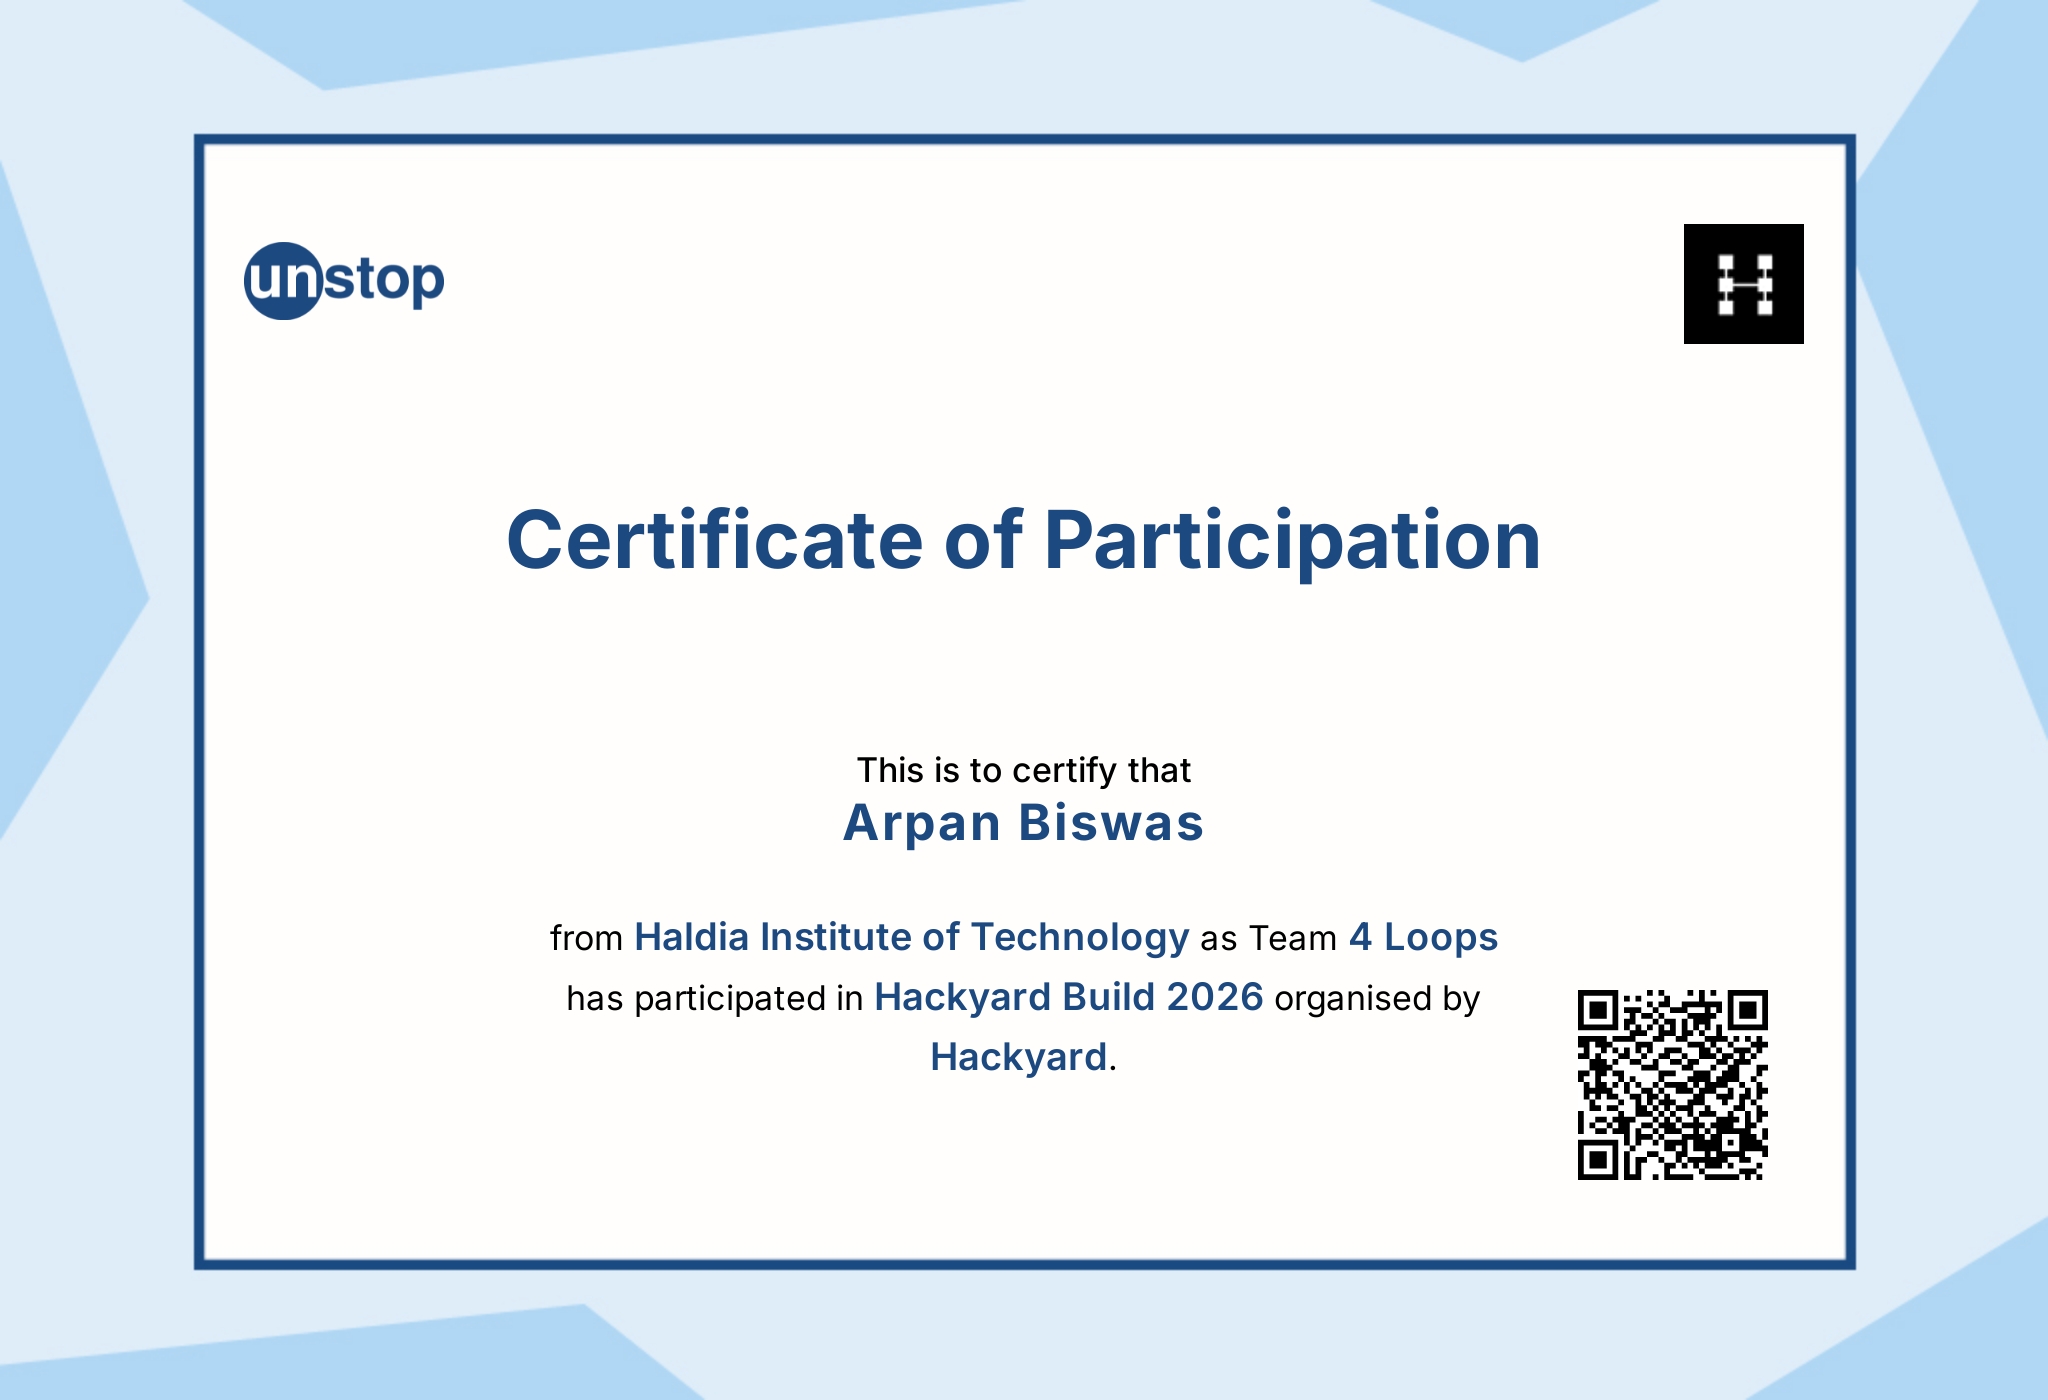 unstop
Certificate of Participation
This is to certify that
Arpan Biswas
from Haldia Institute of Technology as Team 4 Loops
has participated in Hackyard Build 2026 organised by
Hackyard.